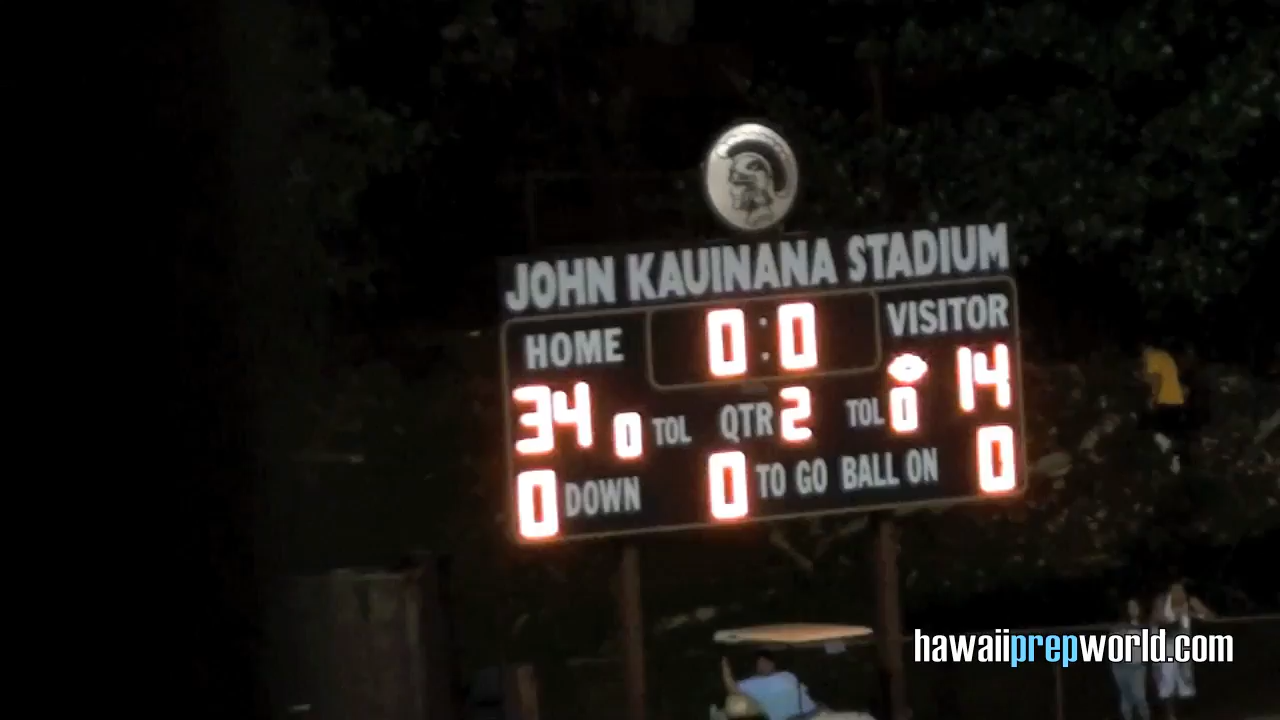 JOHN KAUINANA STADIUM
HOME 0:0 VISITOR
34 0 TOL QTR 2 TOL 0 14
0 DOWN 0 TO GO BALL ON 0
hawaiiprepworld.com